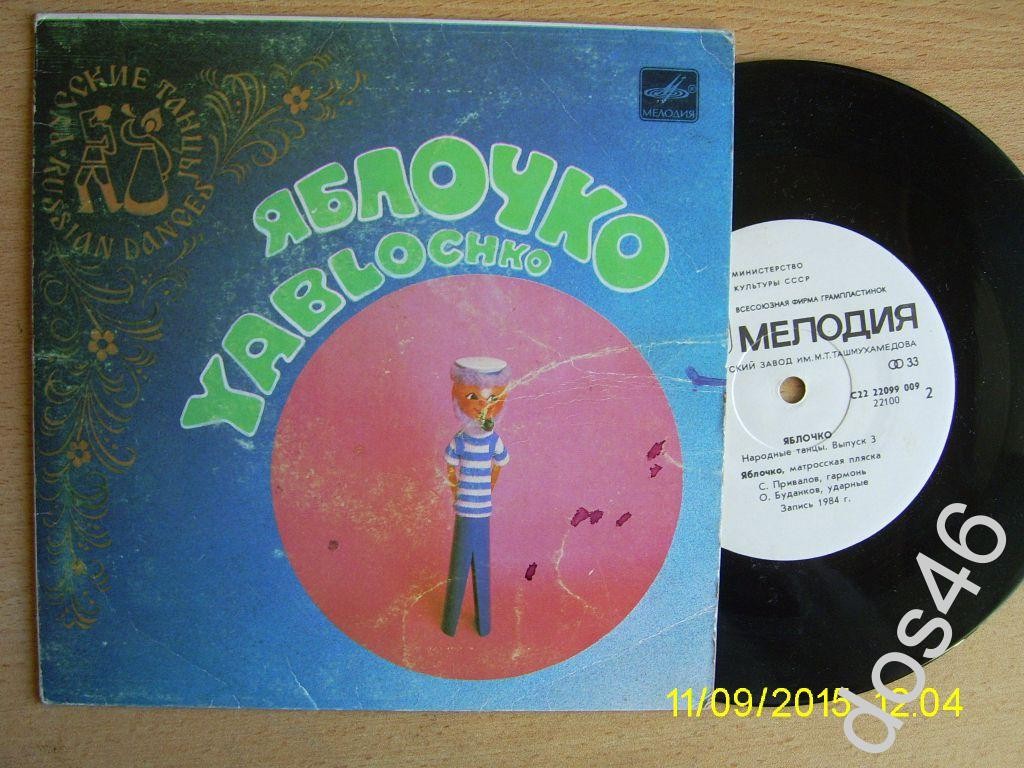 РУССКИЕ ТАНЦЫ
RUSSIAN DANCES
МЕЛОДИЯ
ЯБЛОЧКО
YABLOCHKO
МИНИСТЕРСТВО
КУЛЬТУРЫ СССР
ВСЕСОЮЗНАЯ ФИРМА ГРАМПЛАСТИНОК
МЕЛОДИЯ
СКИЙ ЗАВОД ИМ. М.Т.ТАШМУХАМЕДОВА
33
С22 22099 009
22100
2
ЯБЛОЧКО
Народные танцы. Выпуск 3
Яблочко, матросская пляска
С. Привалов, гармонь
О. Буданков, ударные
Запись 1984 г.
11/09/2015 12:04
dos46